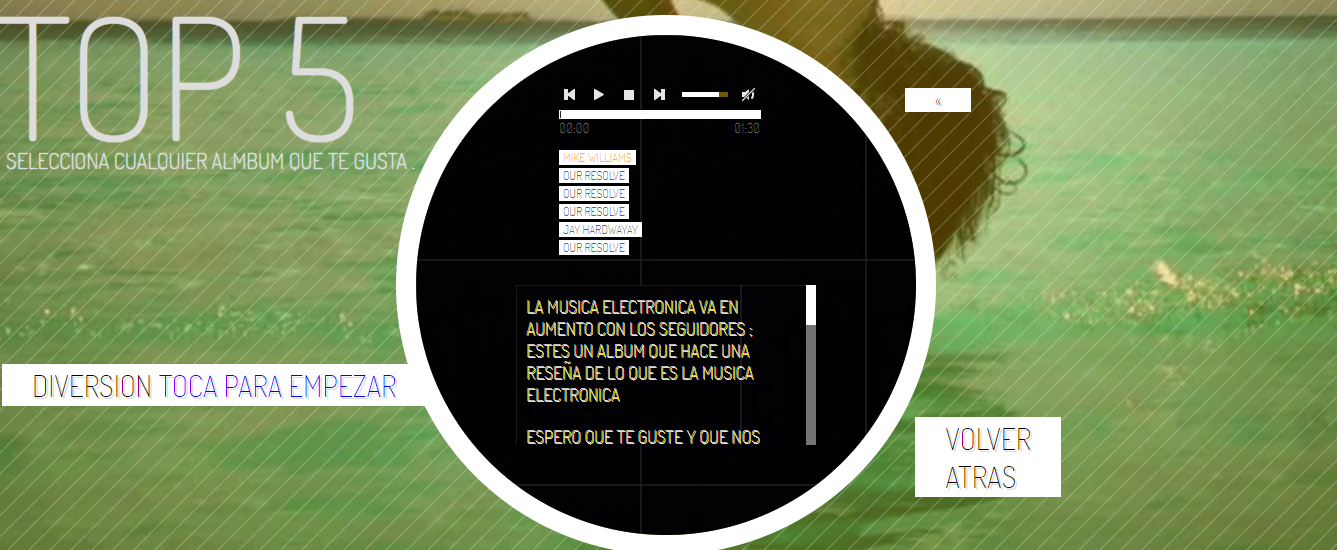 TOP 5
SELECCIONA CUALQUIER ALMBUM QUE TE GUSTA .
«
00:00 01:30
MIKE WILLIAMS
OUR RESOLVE
OUR RESOLVE
OUR RESOLVE
JAY HARDWAYAY
OUR RESOLVE
LA MUSICA ELECTRONICA VA EN
AUMENTO CON LOS SEGUIDORES ;
ESTES UN ALBUM QUE HACE UNA
RESEÑA DE LO QUE ES LA MUSICA
ELECTRONICA
ESPERO QUE TE GUSTE Y QUE NOS
DIVERSION TOCA PARA EMPEZAR
VOLVER
ATRAS